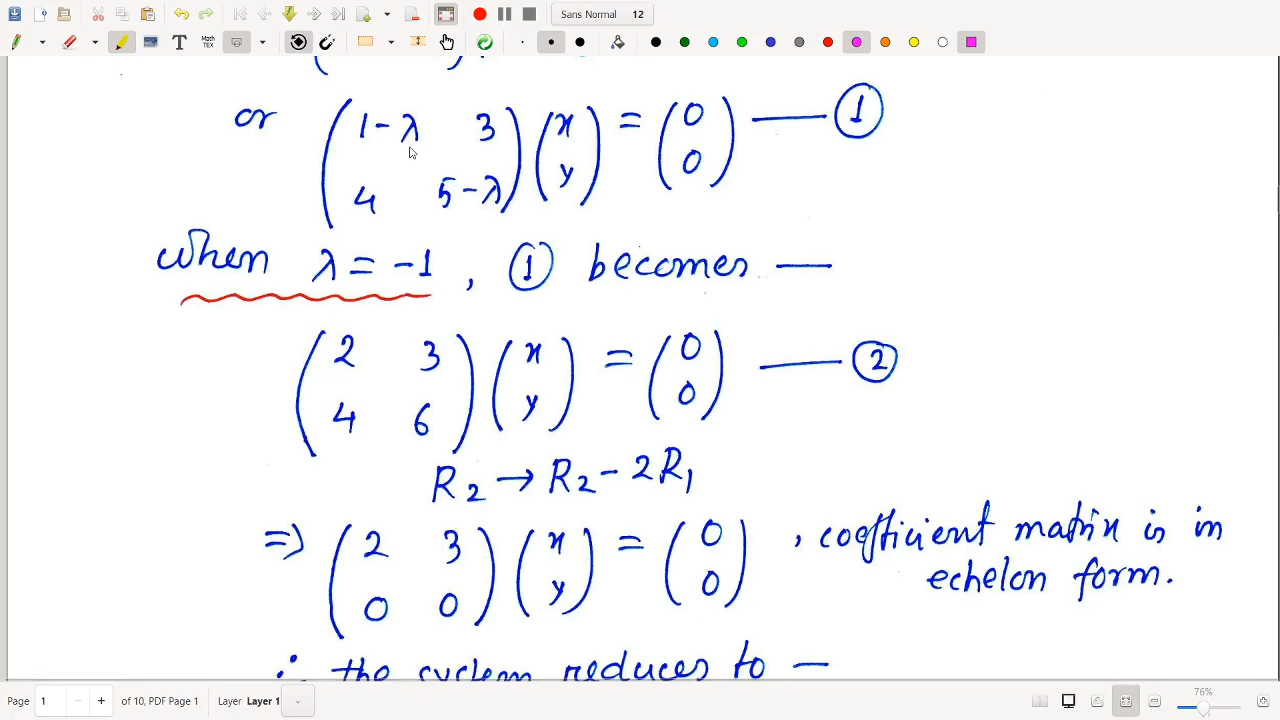 Sans Normal 12
MATH TEX
or ( 1-λ 3 ) ( x ) = ( 0 ) —— ①
( 4 5-λ ) ( y ) ( 0 )
when λ = -1 , ① becomes —
( 2 3 ) ( x ) = ( 0 ) —— ②
( 4 6 ) ( y ) ( 0 )
R₂ → R₂ - 2R₁
⇒ ( 2 3 ) ( x ) = ( 0 ) , coefficient matrix is in
( 0 0 ) ( y ) ( 0 ) echelon form.
∴ the system reduces to —
Page 1 of 10, PDF Page 1 Layer Layer 1 76%